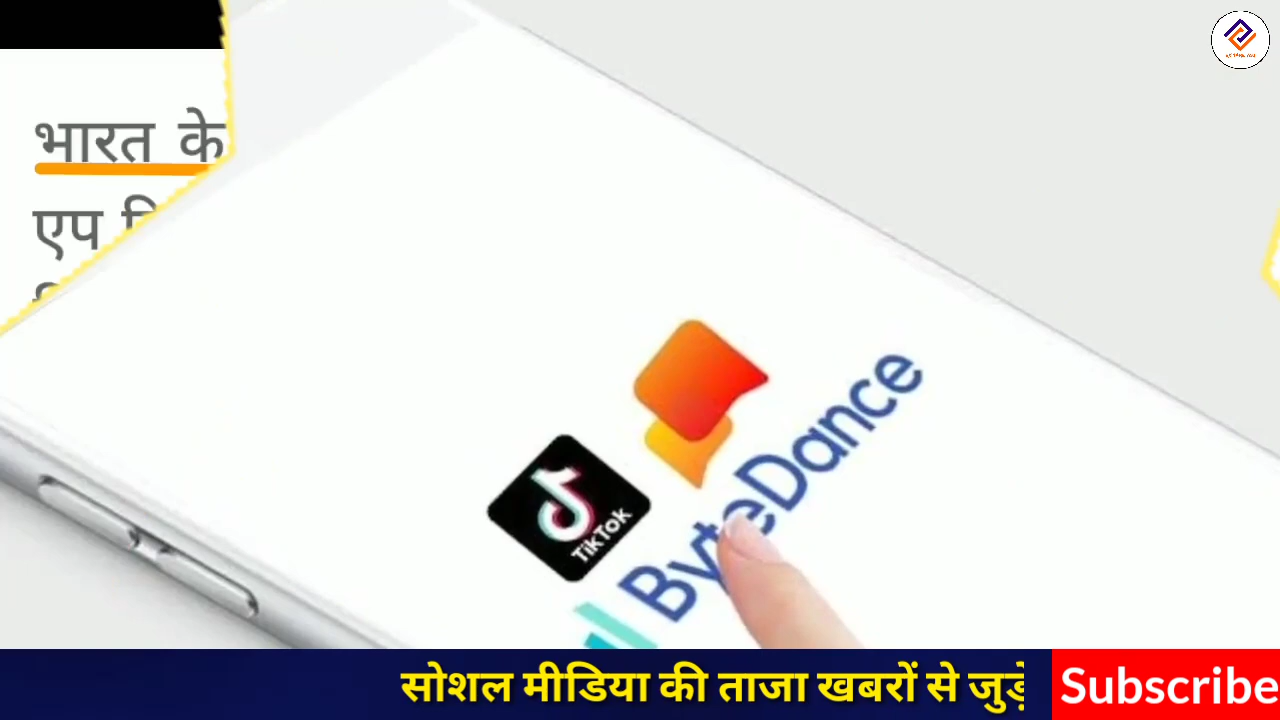 भारत के
एप
TikTok
ByteDance
सोशल मीडिया की ताजा खबरों से जुड़े
Subscribe